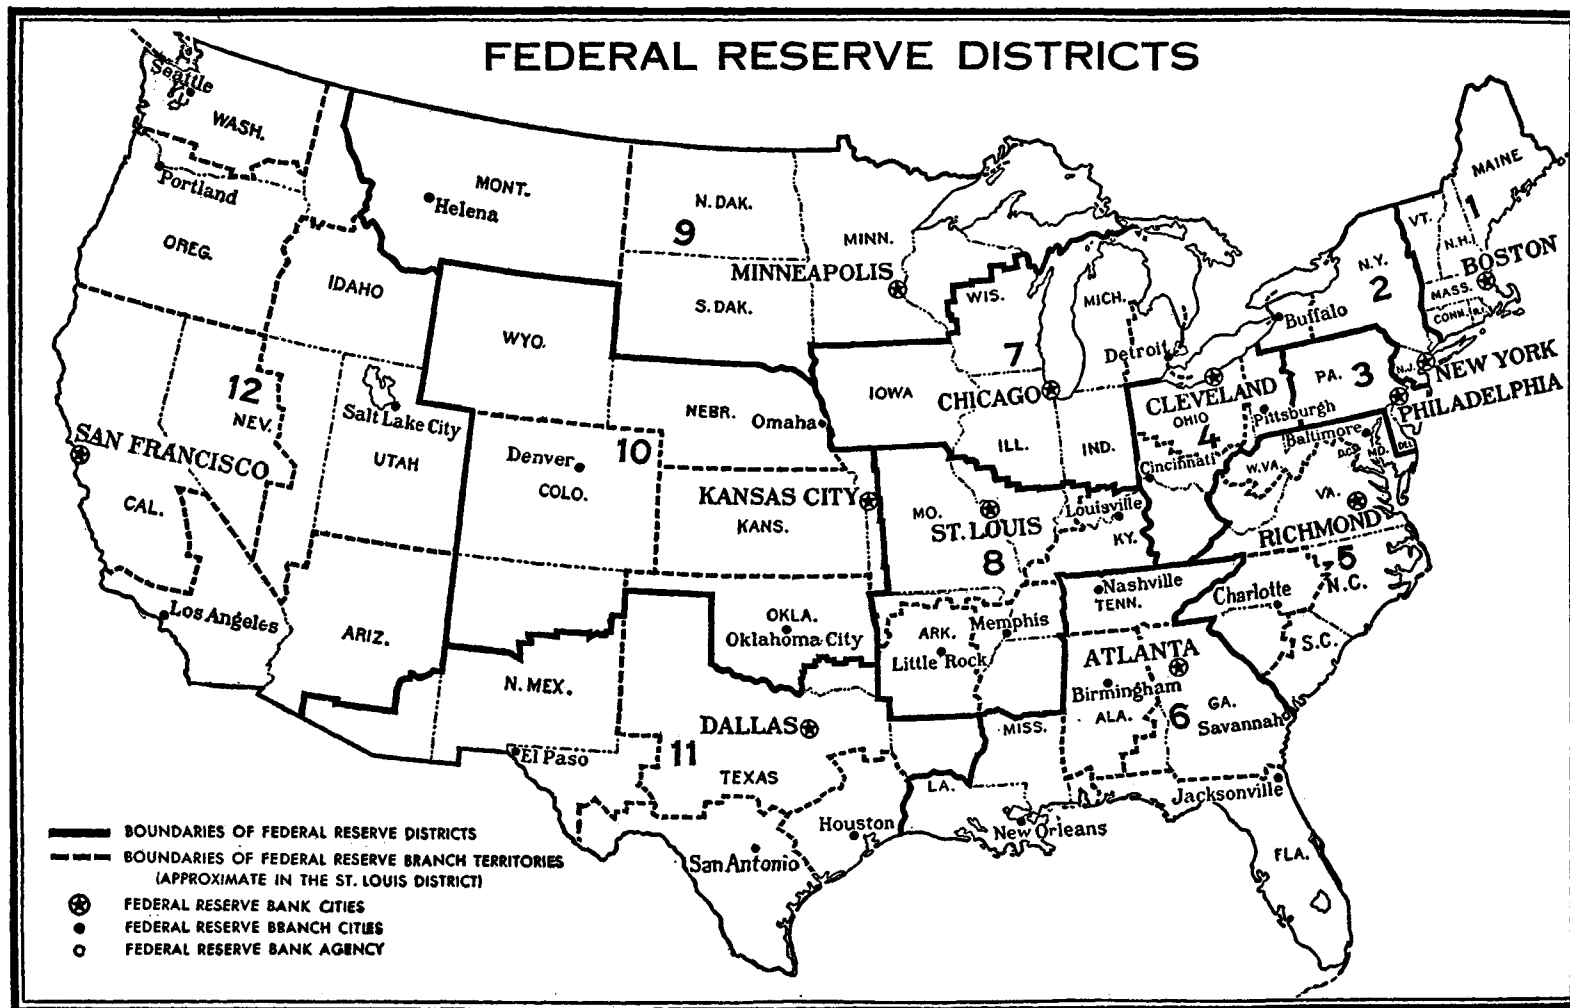 FEDERAL RESERVE DISTRICTS
Seattle
WASH.
Portland
OREG.
IDAHO
MONT.
Helena
N. DAK.
9
S. DAK.
MINN.
MINNEAPOLIS
WYO.
WIS.
MICH.
7
Detroit
CHICAGO
IOWA
ILL.
IND.
MAINE
1
VT.
N.H.
BOSTON
MASS.
CONN.
R.I.
N.Y.
2
Buffalo
NEW YORK
N.J.
PA.
3
PHILADELPHIA
CLEVELAND
OHIO
4
Pittsburgh
Cincinnati
Baltimore
D.C.
MD.
DEL.
W.VA.
VA.
RICHMOND
5
N.C.
Charlotte
S.C.
12
NEV.
Salt Lake City
UTAH
SAN FRANCISCO
CAL.
Los Angeles
ARIZ.
NEBR.
Omaha
10
Denver
COLO.
KANSAS CITY
KANS.
MO.
ST. LOUIS
8
Louisville
KY.
Nashville
TENN.
Memphis
ARK.
Little Rock
OKLA.
Oklahoma City
N. MEX.
DALLAS
11
TEXAS
El Paso
Houston
San Antonio
LA.
New Orleans
MISS.
ATLANTA
Birmingham
ALA.
6
GA.
Savannah
Jacksonville
FLA.
BOUNDARIES OF FEDERAL RESERVE DISTRICTS
BOUNDARIES OF FEDERAL RESERVE BRANCH TERRITORIES
(APPROXIMATE IN THE ST. LOUIS DISTRICT)
FEDERAL RESERVE BANK CITIES
FEDERAL RESERVE BRANCH CITIES
FEDERAL RESERVE BANK AGENCY